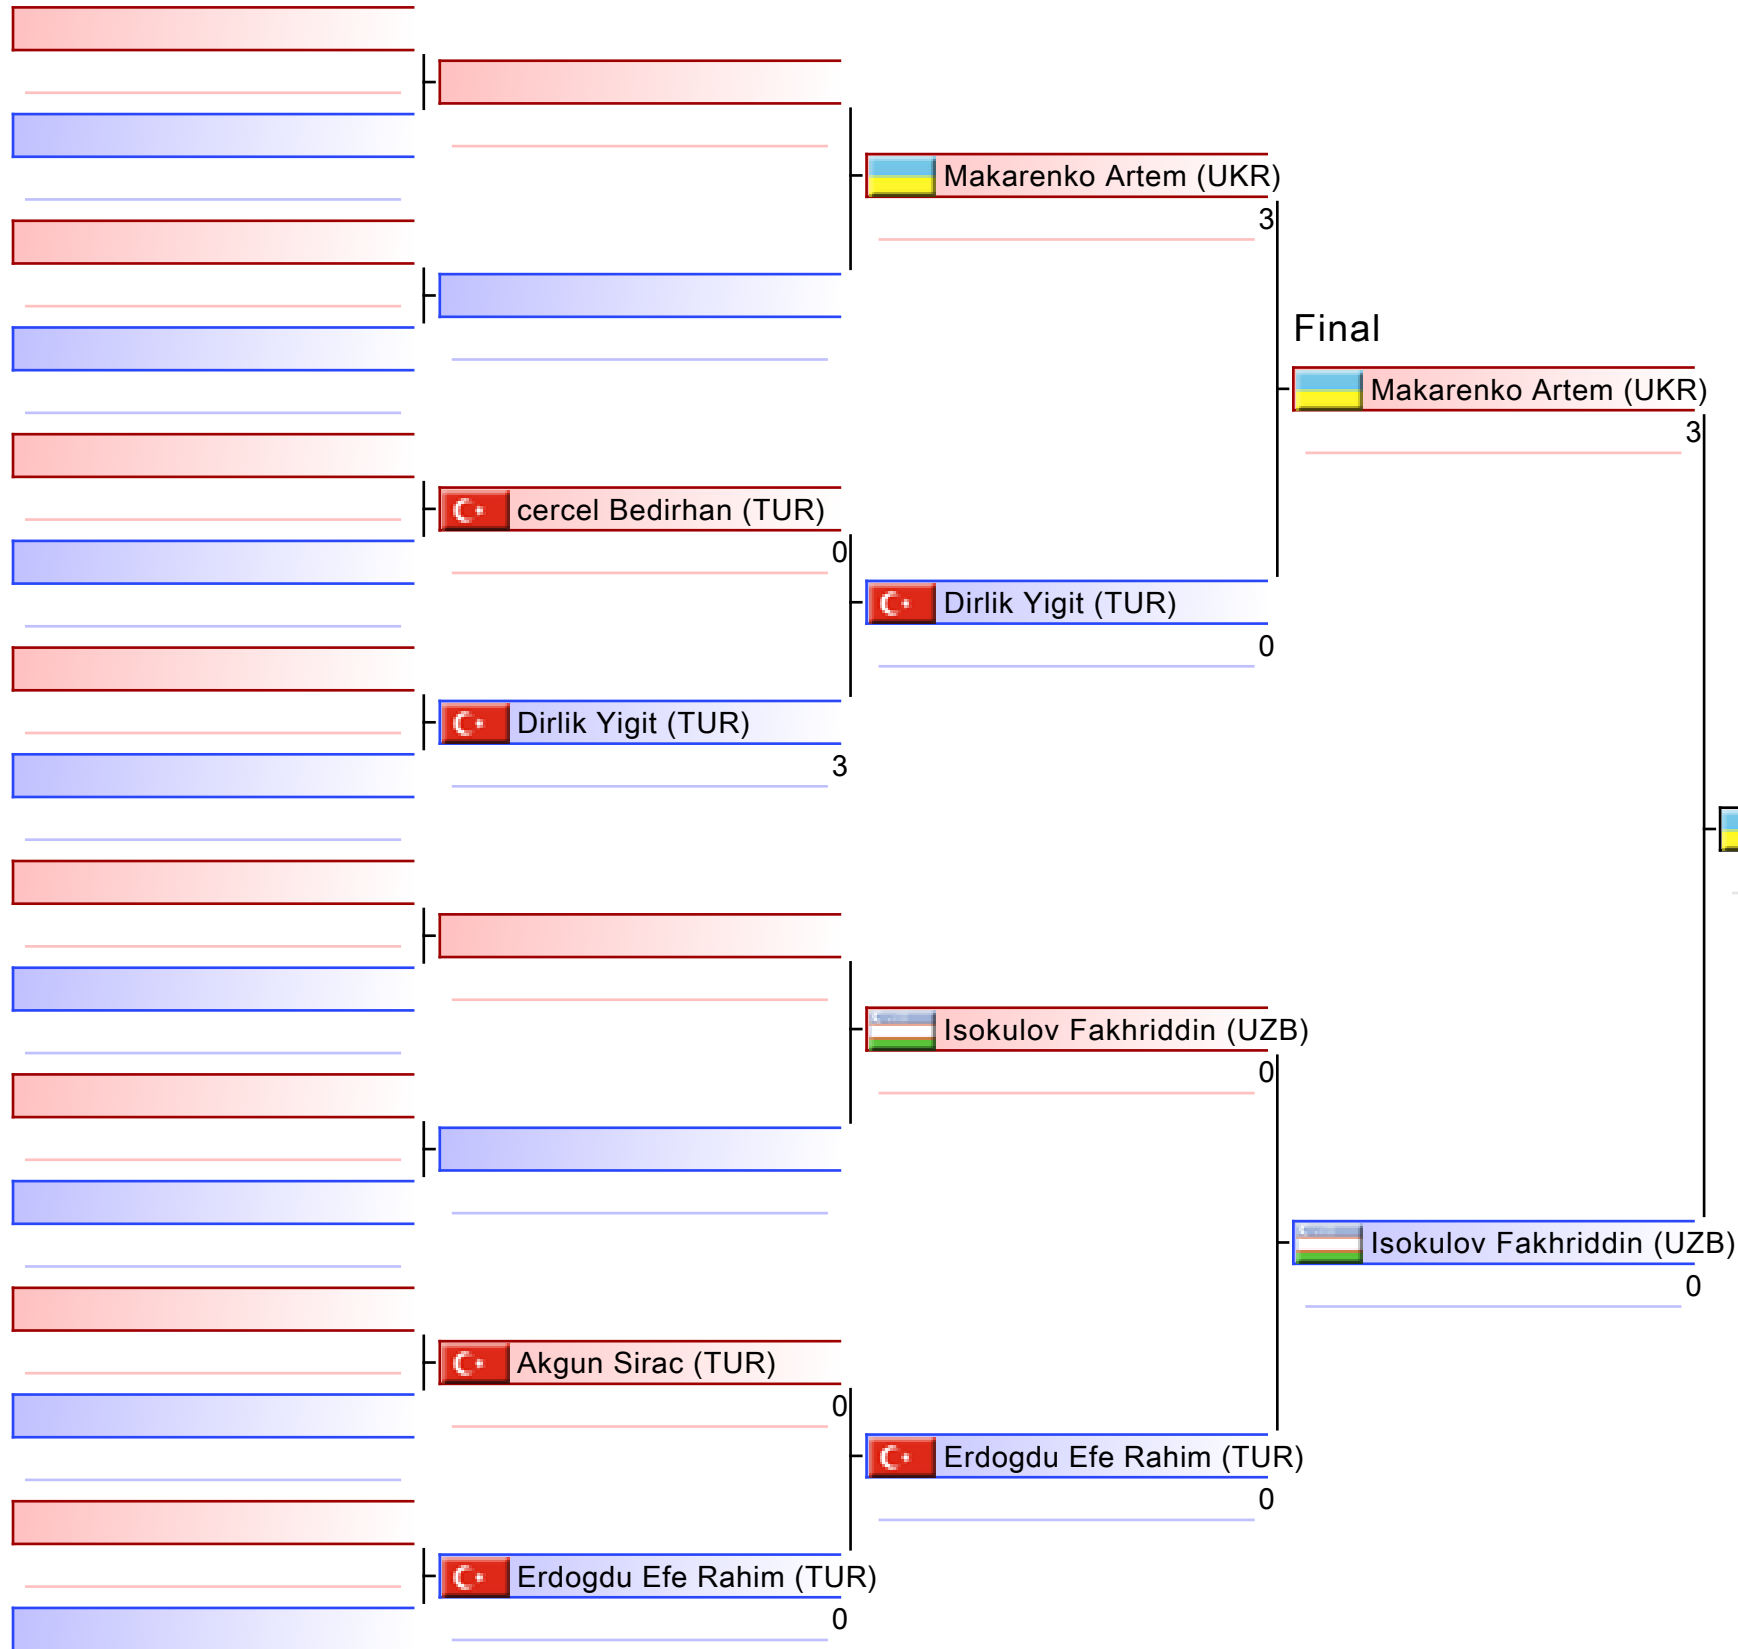 Makarenko Artem (UKR)
3
Final
Makarenko Artem (UKR)
3
cercel Bedirhan (TUR)
0
Dirlik Yigit (TUR)
0
Dirlik Yigit (TUR)
3
Isokulov Fakhriddin (UZB)
0
Isokulov Fakhriddin (UZB)
0
Akgun Sirac (TUR)
0
Erdogdu Efe Rahim (TUR)
0
Erdogdu Efe Rahim (TUR)
0